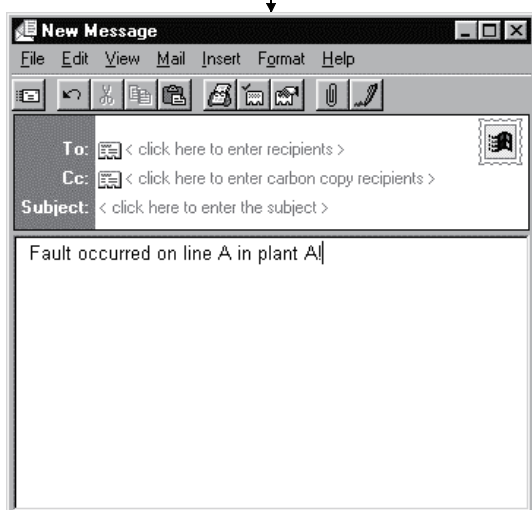 New Message
File Edit View Mail Insert Format Help
To: < click here to enter recipients >
Cc: < click here to enter carbon copy recipients >
Subject: < click here to enter the subject >
Fault occurred on line A in plant A!